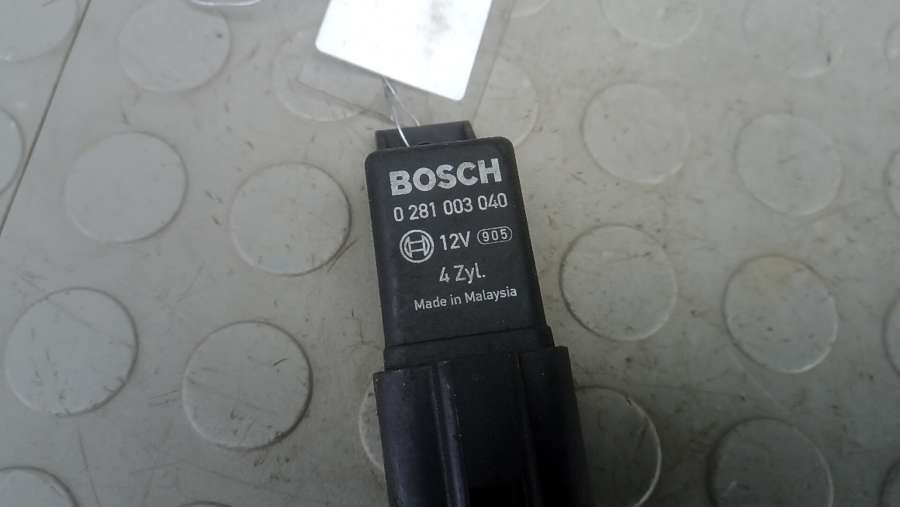 BOSCH
0 281 003 040
12V 905
4 Zyl.
Made in Malaysia